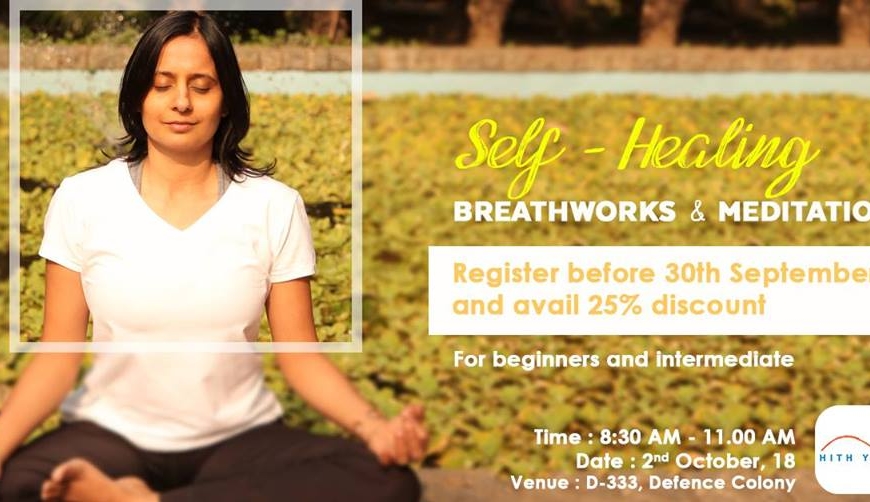 Self - Healing
BREATHWORKS & MEDITATIO
Register before 30th September
and avail 25% discount
For beginners and intermediate
Time : 8:30 AM - 11.00 AM
Date : 2nd October, 18
Venue : D-333, Defence Colony
HITH Y